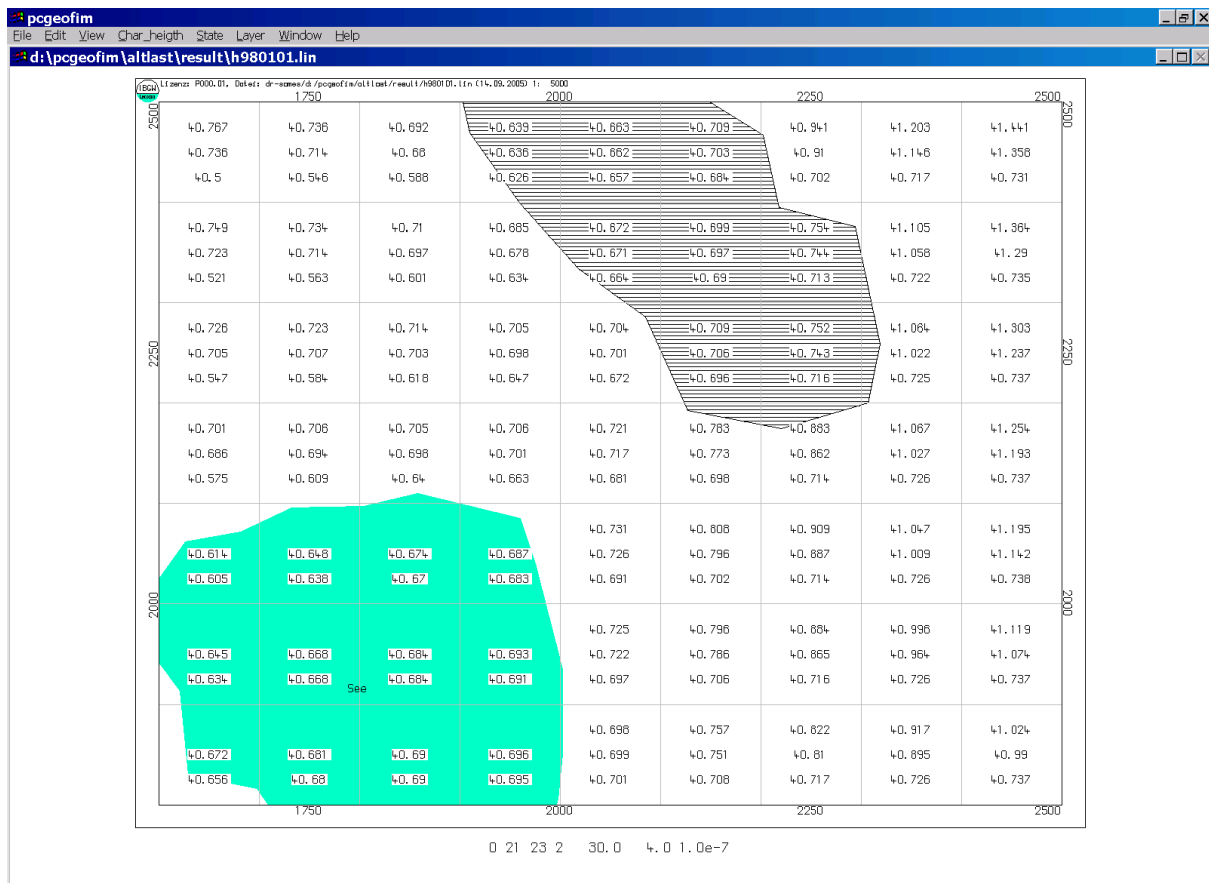 pcgeofim
File Edit View Char_heigth State Layer Window Help
d:\pcgeofim\altlast\result\h980101.lin
IBGW Lizenz: P000.01, Datei: dr-sames/d:/pcgeofim/altlast/result/h980101.lin (14.09.2005) 1: 5000
1750 2000 2250 2500
2500 2500
40.767 40.736 40.692 40.639 40.663 40.709 40.941 41.203 41.441
40.736 40.714 40.68 40.636 40.662 40.703 40.91 41.146 41.358
40.5 40.546 40.588 40.626 40.657 40.684 40.702 40.717 40.731
40.749 40.734 40.71 40.685 40.672 40.699 40.754 41.105 41.364
40.723 40.714 40.697 40.678 40.671 40.697 40.744 41.058 41.29
40.521 40.563 40.601 40.634 40.664 40.69 40.713 40.722 40.735
40.726 40.723 40.714 40.705 40.704 40.709 40.752 41.064 41.303
2250 40.705 40.707 40.703 40.698 40.701 40.706 40.743 41.022 41.237 2250
40.547 40.584 40.618 40.647 40.672 40.696 40.716 40.725 40.737
40.701 40.706 40.705 40.706 40.721 40.783 40.883 41.067 41.254
40.686 40.694 40.698 40.701 40.717 40.773 40.862 41.027 41.193
40.575 40.609 40.64 40.663 40.681 40.698 40.714 40.726 40.737
40.731 40.808 40.909 41.047 41.195
40.614 40.648 40.674 40.687 40.726 40.796 40.887 41.009 41.142
40.605 40.638 40.67 40.683 40.691 40.702 40.714 40.726 40.738
2000 2000
40.725 40.796 40.884 40.996 41.119
40.645 40.668 40.684 40.693 40.722 40.786 40.865 40.964 41.074
40.634 40.668 40.684 40.691 40.697 40.706 40.716 40.726 40.737
See
40.698 40.757 40.822 40.917 41.024
40.672 40.681 40.69 40.696 40.699 40.751 40.81 40.895 40.99
40.656 40.68 40.69 40.695 40.701 40.708 40.717 40.726 40.737
1750 2000 2250 2500
0 21 23 2 30.0 4.0 1.0e-7